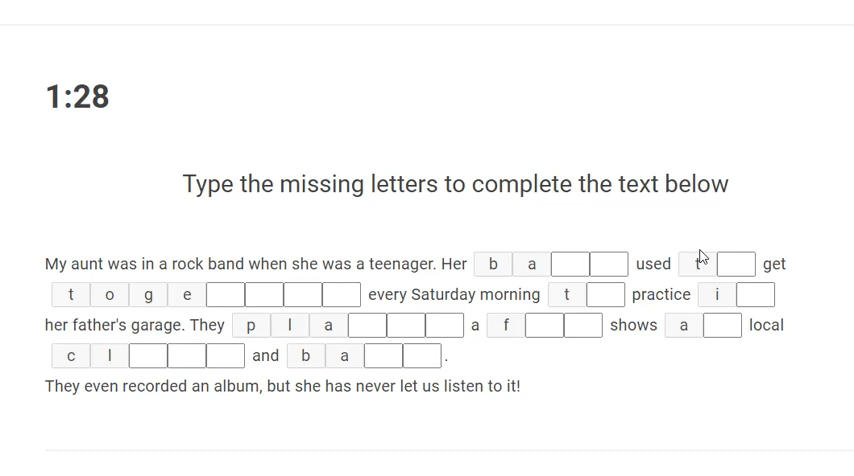 1:28
Type the missing letters to complete the text below
My aunt was in a rock band when she was a teenager. Her b a used t get
t o g e every Saturday morning t practice i
her father's garage. They p l a a f shows a local
c l and b a .
They even recorded an album, but she has never let us listen to it!